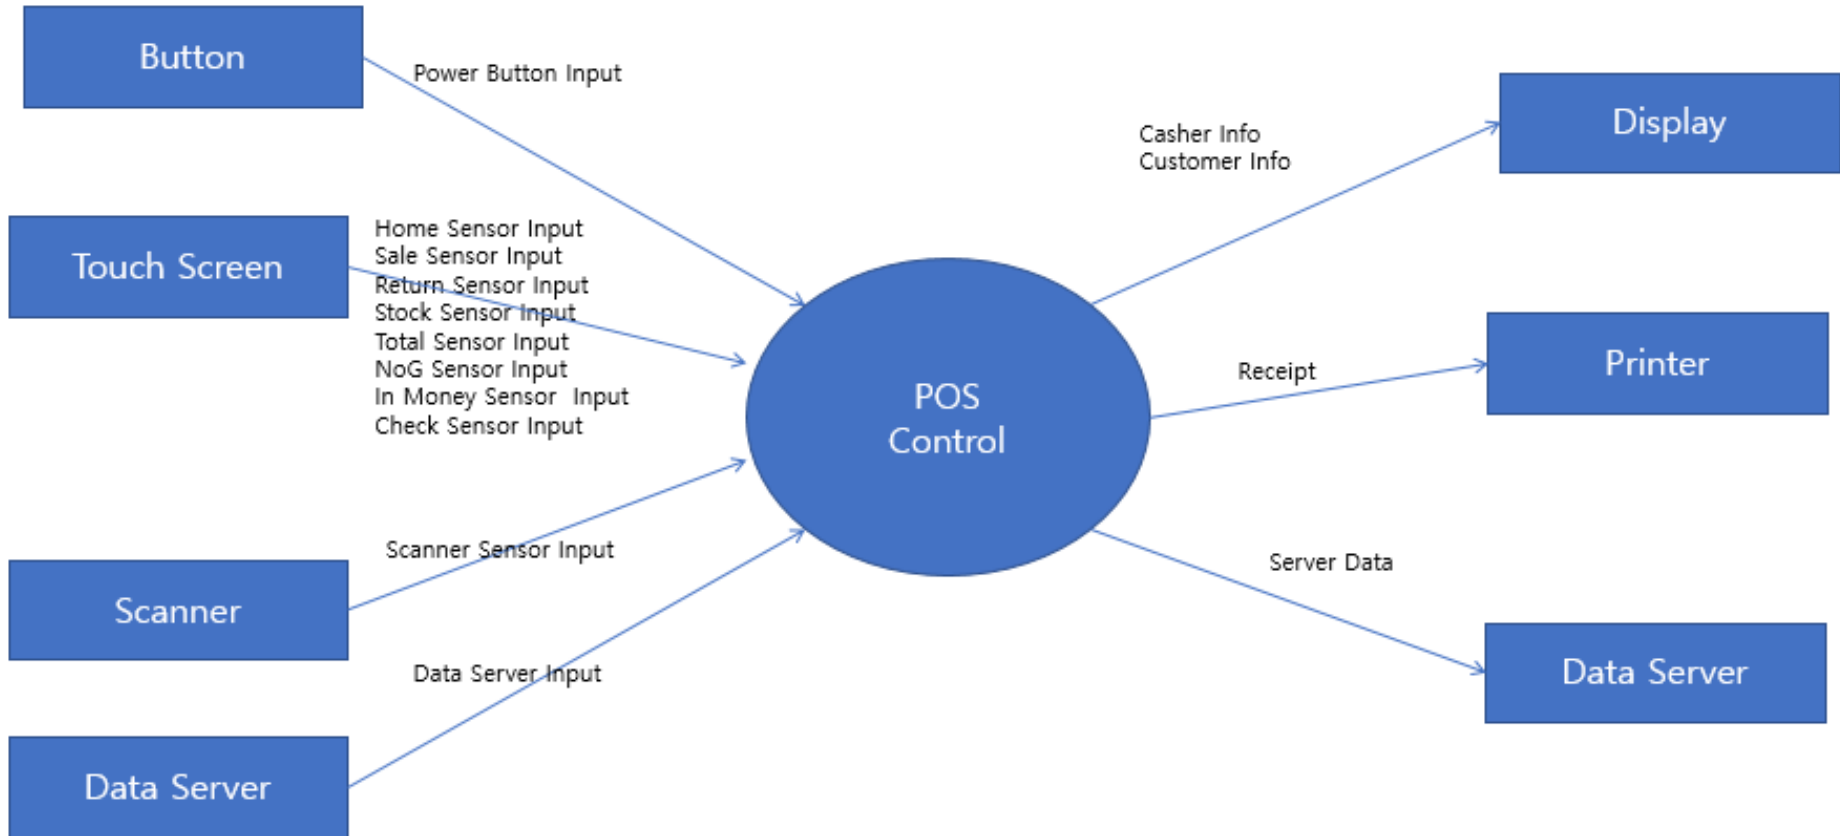 Button
Power Button Input
Touch Screen
Home Sensor Input
Sale Sensor Input
Return Sensor Input
Stock Sensor Input
Total Sensor Input
NoG Sensor Input
In Money Sensor  Input
Check Sensor Input
Scanner
Scanner Sensor Input
Data Server
Data Server Input
POS
Control
Casher Info
Customer Info
Display
Receipt
Printer
Server Data
Data Server